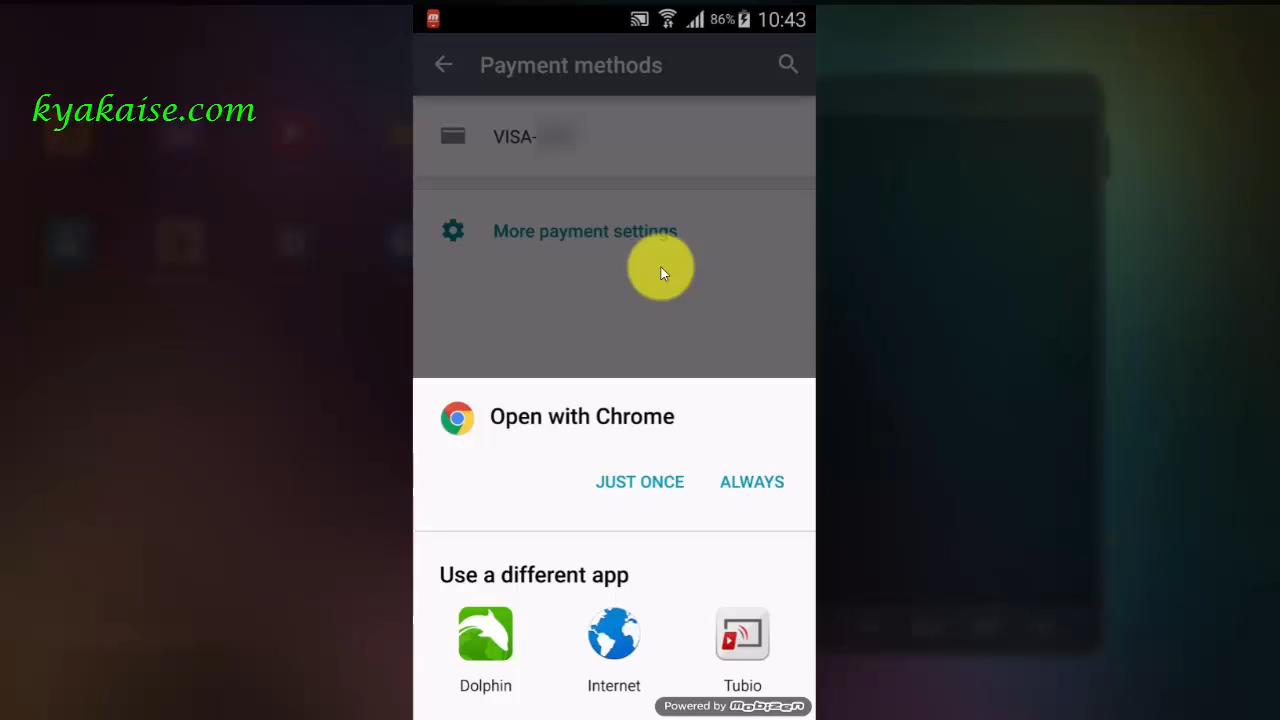 86% 10:43
kyakaise.com
Payment methods
VISA-
More payment settings
Open with Chrome
JUST ONCE ALWAYS
Use a different app
Dolphin Internet Tubio
Powered by mobizen